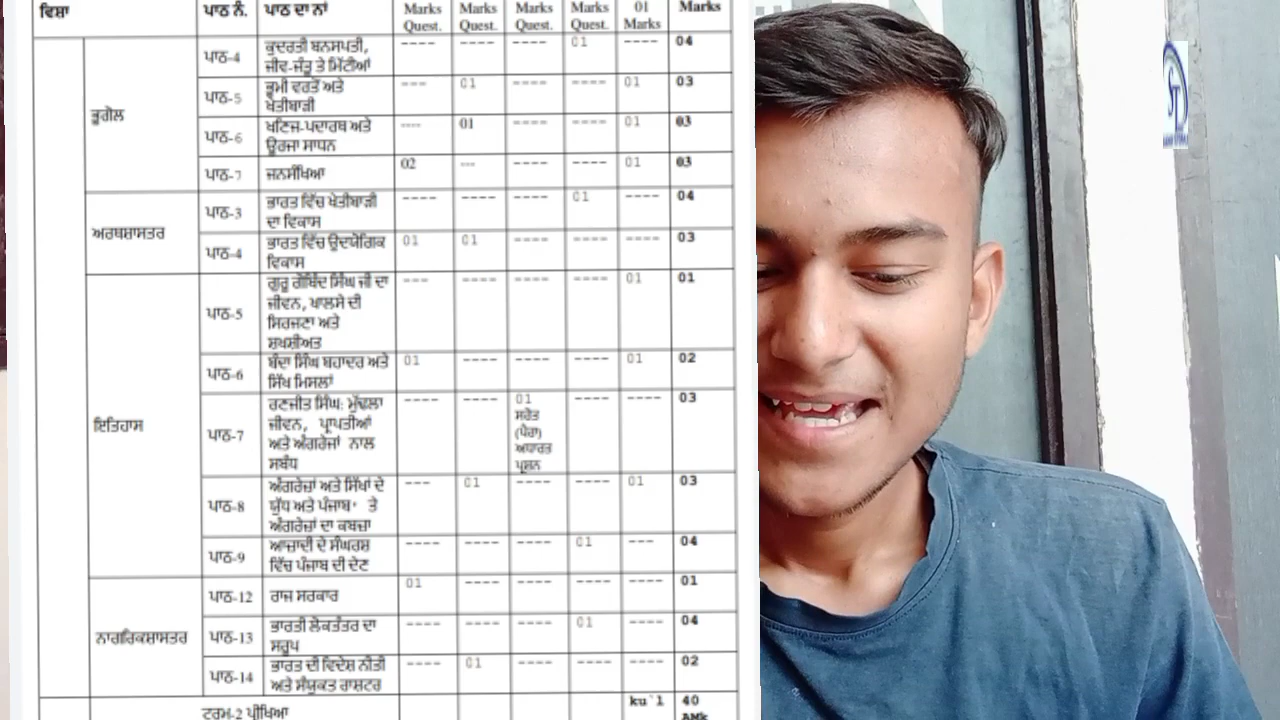 ਵਿਸ਼ਾ ਪਾਠ ਨੰ. ਪਾਠ ਦਾ ਨਾਂ Marks Quest. Marks Quest. Marks Quest. Marks Quest. 01 Marks Marks
ਭੂਗੋਲ
ਪਾਠ-4 ਕੁਦਰਤੀ ਬਨਸਪਤੀ, ---- ---- ---- 01 ---- 04
ਜੀਵ-ਜੰਤੂ ਤੇ ਮਿੱਟੀਆਂ
ਪਾਠ-5 ਭੂਮੀ ਵਰਤੋਂ ਅਤੇ --- 01 ---- ---- 01 03
ਖੇਤੀਬਾੜੀ
ਪਾਠ-6 ਖਣਿਜ-ਪਦਾਰਥ ਅਤੇ ---- 01 ---- ---- 01 03
ਊਰਜਾ ਸਾਧਨ
ਪਾਠ-7 ਜਨਸੰਖਿਆ 02 --- ---- ---- 01 03
ਅਰਥਸ਼ਾਸਤਰ
ਪਾਠ-3 ਭਾਰਤ ਵਿੱਚ ਖੇਤੀਬਾੜੀ ---- ---- ---- 01 ---- 04
ਦਾ ਵਿਕਾਸ
ਪਾਠ-4 ਭਾਰਤ ਵਿੱਚ ਉਦਯੋਗਿਕ 01 01 ---- ---- ---- 03
ਵਿਕਾਸ
ਇਤਿਹਾਸ
ਪਾਠ-5 ਗੁਰੂ ਗੋਬਿੰਦ ਸਿੰਘ ਜੀ ਦਾ --- ---- ---- ---- 01 01
ਜੀਵਨ, ਖਾਲਸੇ ਦੀ
ਸਿਰਜਣਾ ਅਤੇ
ਸ਼ਖਸ਼ੀਅਤ
ਪਾਠ-6 ਬੰਦਾ ਸਿੰਘ ਬਹਾਦਰ ਅਤੇ 01 ---- ---- ---- 01 02
ਸਿੱਖ ਮਿਸਲਾਂ
ਪਾਠ-7 ਰਣਜੀਤ ਸਿੰਘ: ਮੁੱਢਲਾ ---- ---- 01 ---- ---- 03
ਜੀਵਨ, ਪ੍ਰਾਪਤੀਆਂ ਸਰੋਤ
ਅਤੇ ਅੰਗਰੇਜਾਂ ਨਾਲ (ਪੈਰਾ)
ਸਬੰਧ ਅਧਾਰਤ
ਪ੍ਰਸ਼ਨ
ਪਾਠ-8 ਅੰਗਰੇਜ਼ਾਂ ਅਤੇ ਸਿੱਖਾਂ ਦੇ --- 01 ---- ---- 01 03
ਯੁੱਧ ਅਤੇ ਪੰਜਾਬ' ਤੇ
ਅੰਗਰੇਜ਼ਾਂ ਦਾ ਕਬਜ਼ਾ
ਪਾਠ-9 ਆਜ਼ਾਦੀ ਦੇ ਸੰਘਰਸ਼ ---- ---- ---- 01 --- 04
ਵਿੱਚ ਪੰਜਾਬ ਦੀ ਦੇਣ
ਨਾਗਰਿਕਸ਼ਾਸਤਰ
ਪਾਠ-12 ਰਾਜ ਸਰਕਾਰ 01 ---- ---- ---- ---- 01
ਪਾਠ-13 ਭਾਰਤੀ ਲੋਕਤੰਤਰ ਦਾ ---- ---- ---- 01 ---- 04
ਸਰੂਪ
ਪਾਠ-14 ਭਾਰਤ ਦੀ ਵਿਦੇਸ਼ ਨੀਤੀ ---- 01 ---- ---- ---- 02
ਅਤੇ ਸੰਯੁਕਤ ਰਾਸ਼ਟਰ
ਟਰਮ-2 ਪ੍ਰੀਖਿਆ ku`l 40